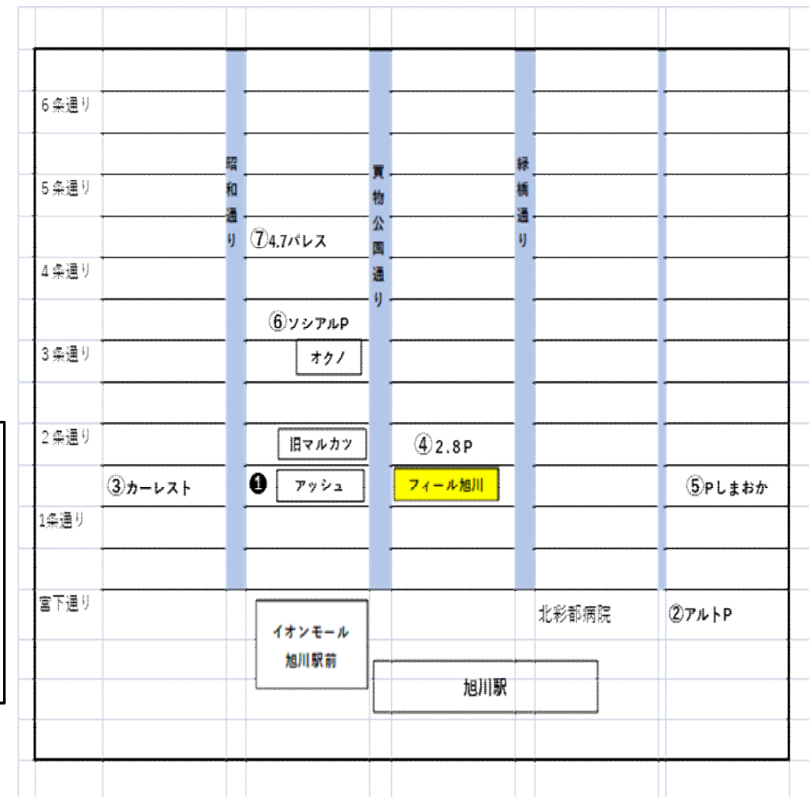 6条通り
5条通り
4条通り
3条通り
2条通り
1条通り
宮下通り
昭和通り
買物公園通り
緑橋通り
⑦4.7パレス
⑥ソシアルP
オクノ
旧マルカツ
④2.8P
③カーレスト
❶
アッシュ
フィール旭川
⑤Pしまおか
イオンモール
旭川駅前
北彩都病院
②アルトP
旭川駅